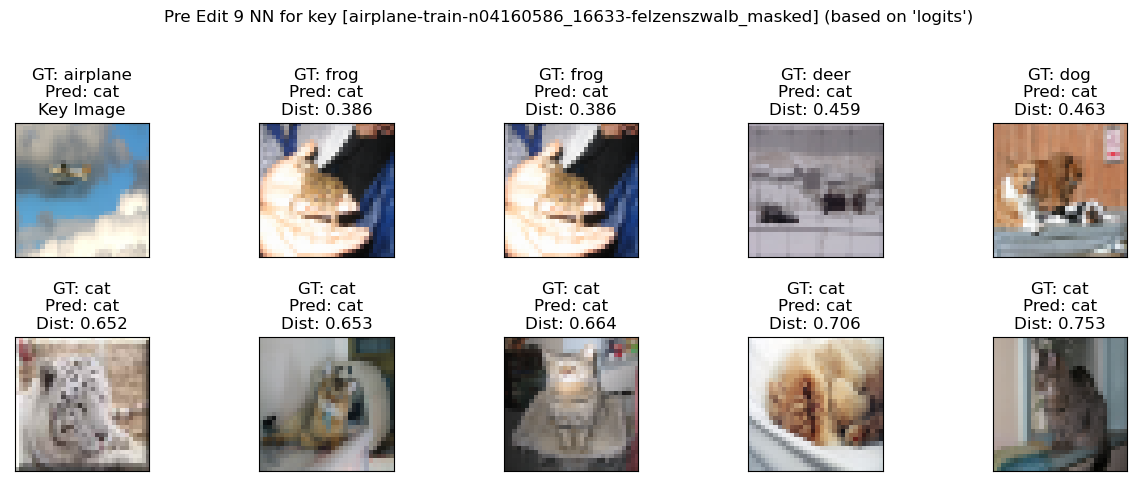 Pre Edit 9 NN for key [airplane-train-n04160586_16633-felzenszwalb_masked] (based on 'logits')
GT: airplane
Pred: cat
Key Image
GT: frog
Pred: cat
Dist: 0.386
GT: frog
Pred: cat
Dist: 0.386
GT: deer
Pred: cat
Dist: 0.459
GT: dog
Pred: cat
Dist: 0.463
GT: cat
Pred: cat
Dist: 0.652
GT: cat
Pred: cat
Dist: 0.653
GT: cat
Pred: cat
Dist: 0.664
GT: cat
Pred: cat
Dist: 0.706
GT: cat
Pred: cat
Dist: 0.753